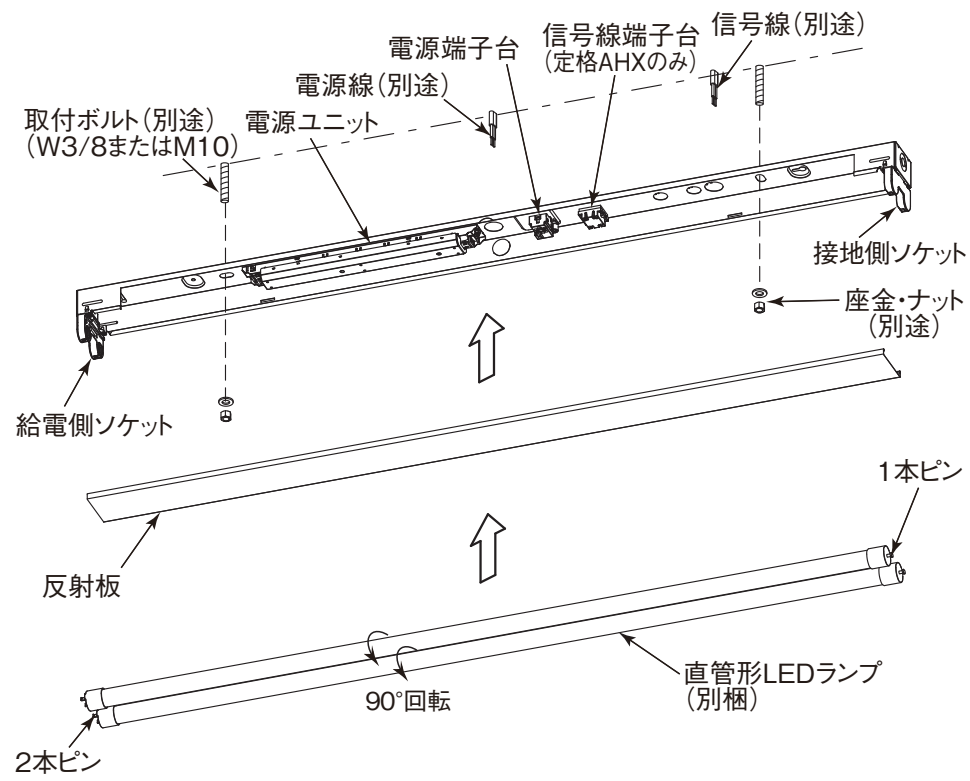 電源端子台
信号線端子台
(定格AHXのみ)
信号線(別途)
電源線(別途)
取付ボルト(別途)
(W3/8またはM10)
電源ユニット
接地側ソケット
座金・ナット
(別途)
給電側ソケット
1本ピン
反射板
90°回転
直管形LEDランプ
(別梱)
2本ピン